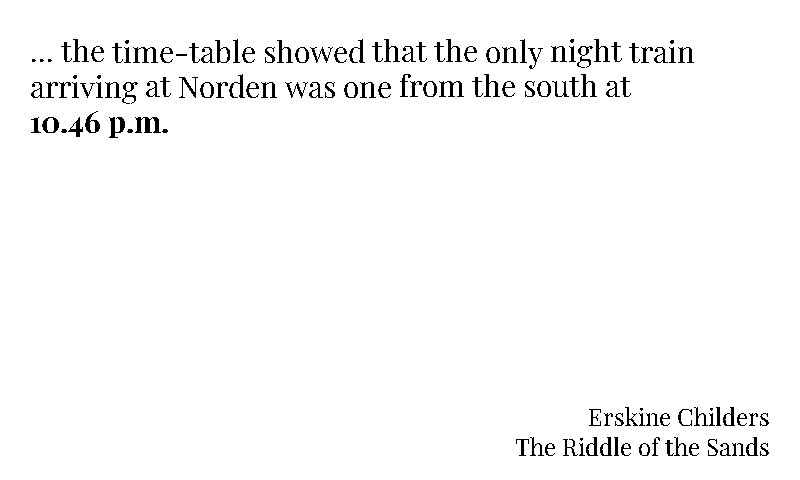 ... the time-table showed that the only night train
arriving at Norden was one from the south at
10.46 p.m.
Erskine Childers
The Riddle of the Sands